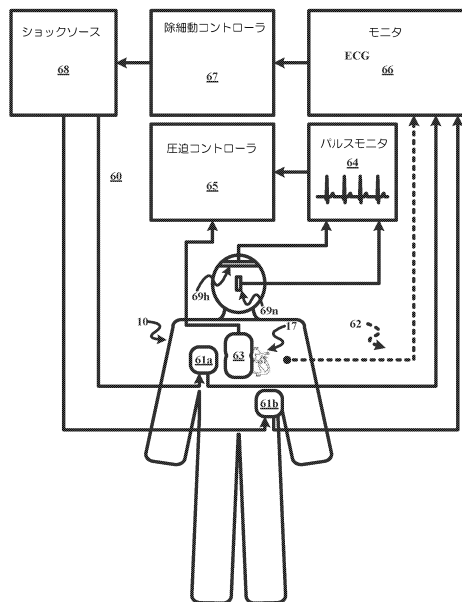 ショックソース
68
除細動コントローラ
67
モニタ
ECG
66
60
圧迫コントローラ
65
パルスモニタ
64
69h
69n
10
63
17
62
61a
61b